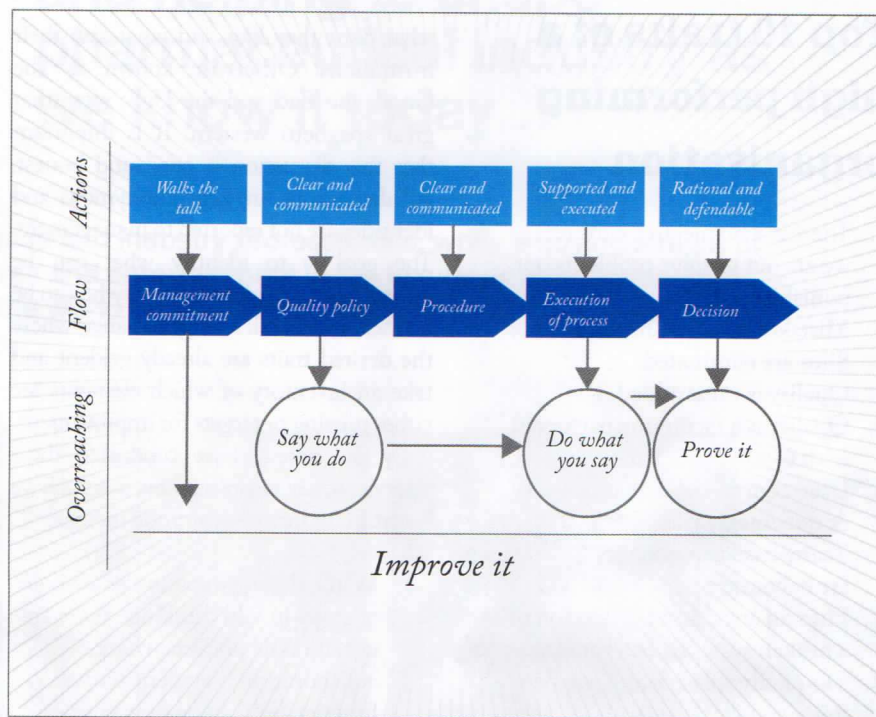 Actions
Walks the
talk
Clear and
communicated
Clear and
communicated
Supported and
executed
Rational and
defendable
Flow
Management
commitment
Quality policy
Procedure
Execution
of process
Decision
Overreaching
Say what
you do
Do what
you say
Prove it
Improve it